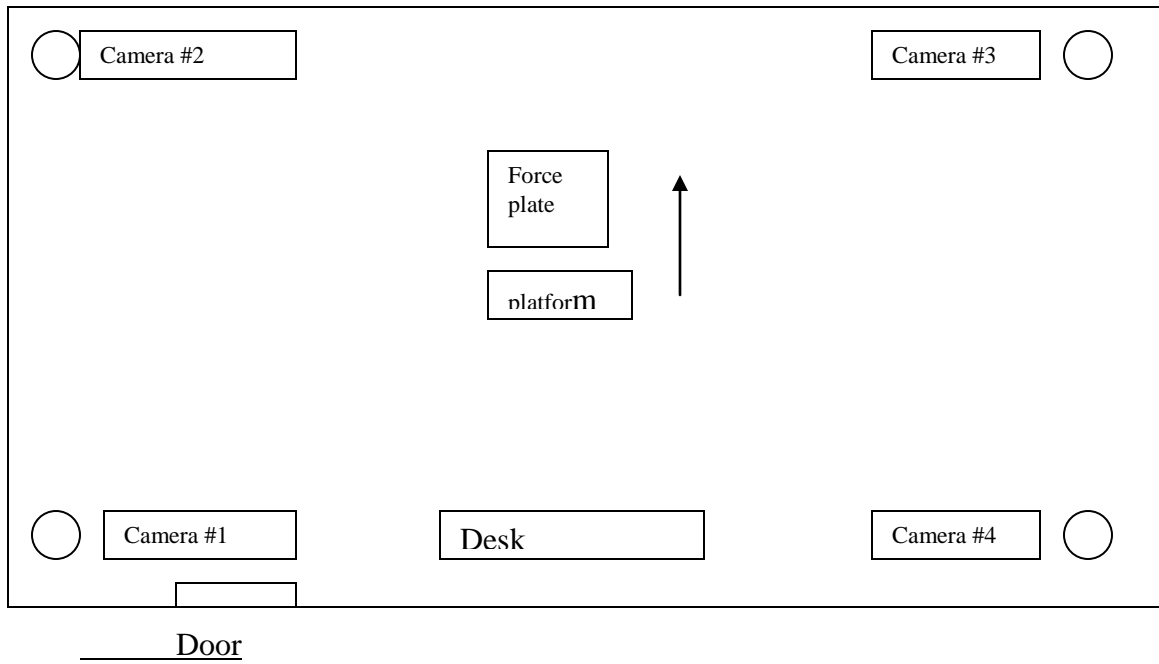 Camera #2
Camera #3
Force
plate
platform
Camera #1
Desk
Camera #4
Door